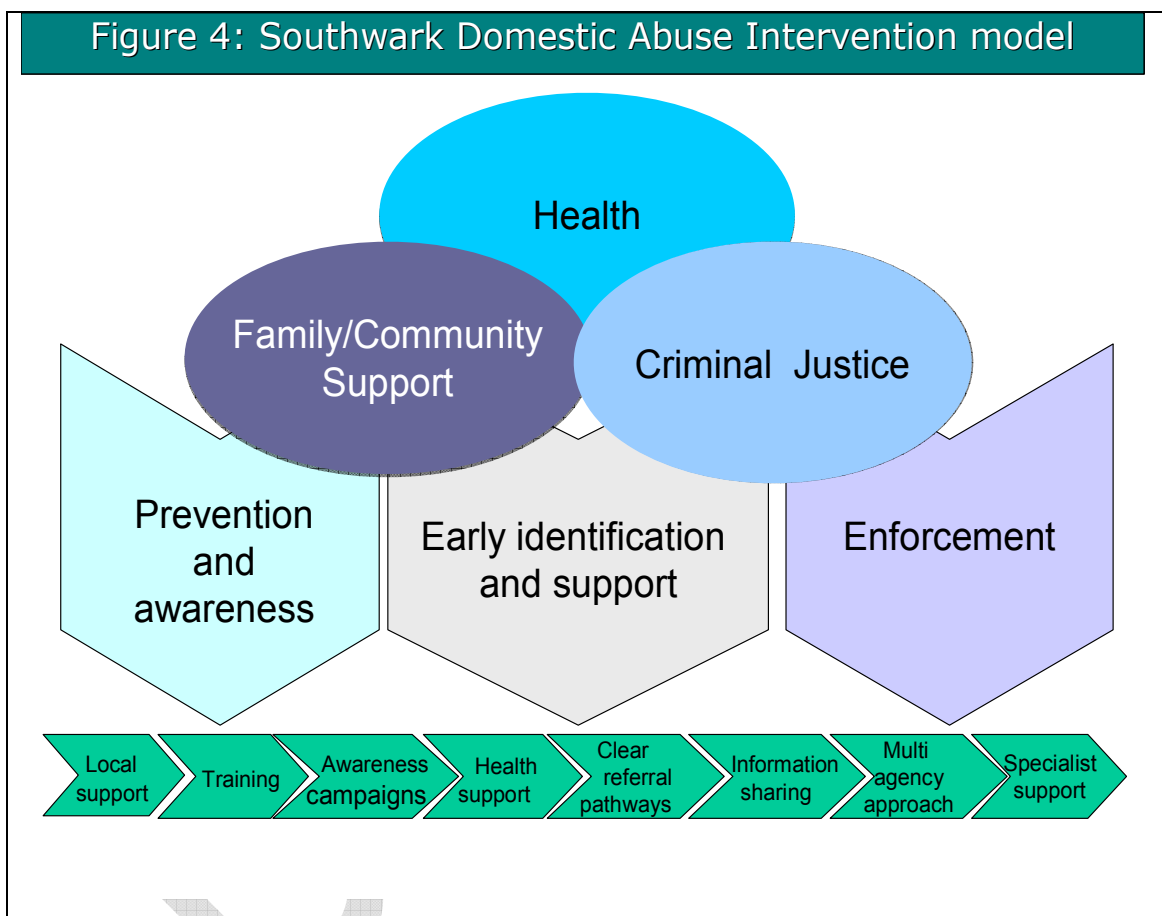 Figure 4: Southwark Domestic Abuse Intervention model
Health
Family/Community
Support
Criminal Justice
Prevention
and
awareness
Early identification
and support
Enforcement
Local
support
Training
Awareness
campaigns
Health
support
Clear
referral
pathways
Information
sharing
Multi
agency
approach
Specialist
support